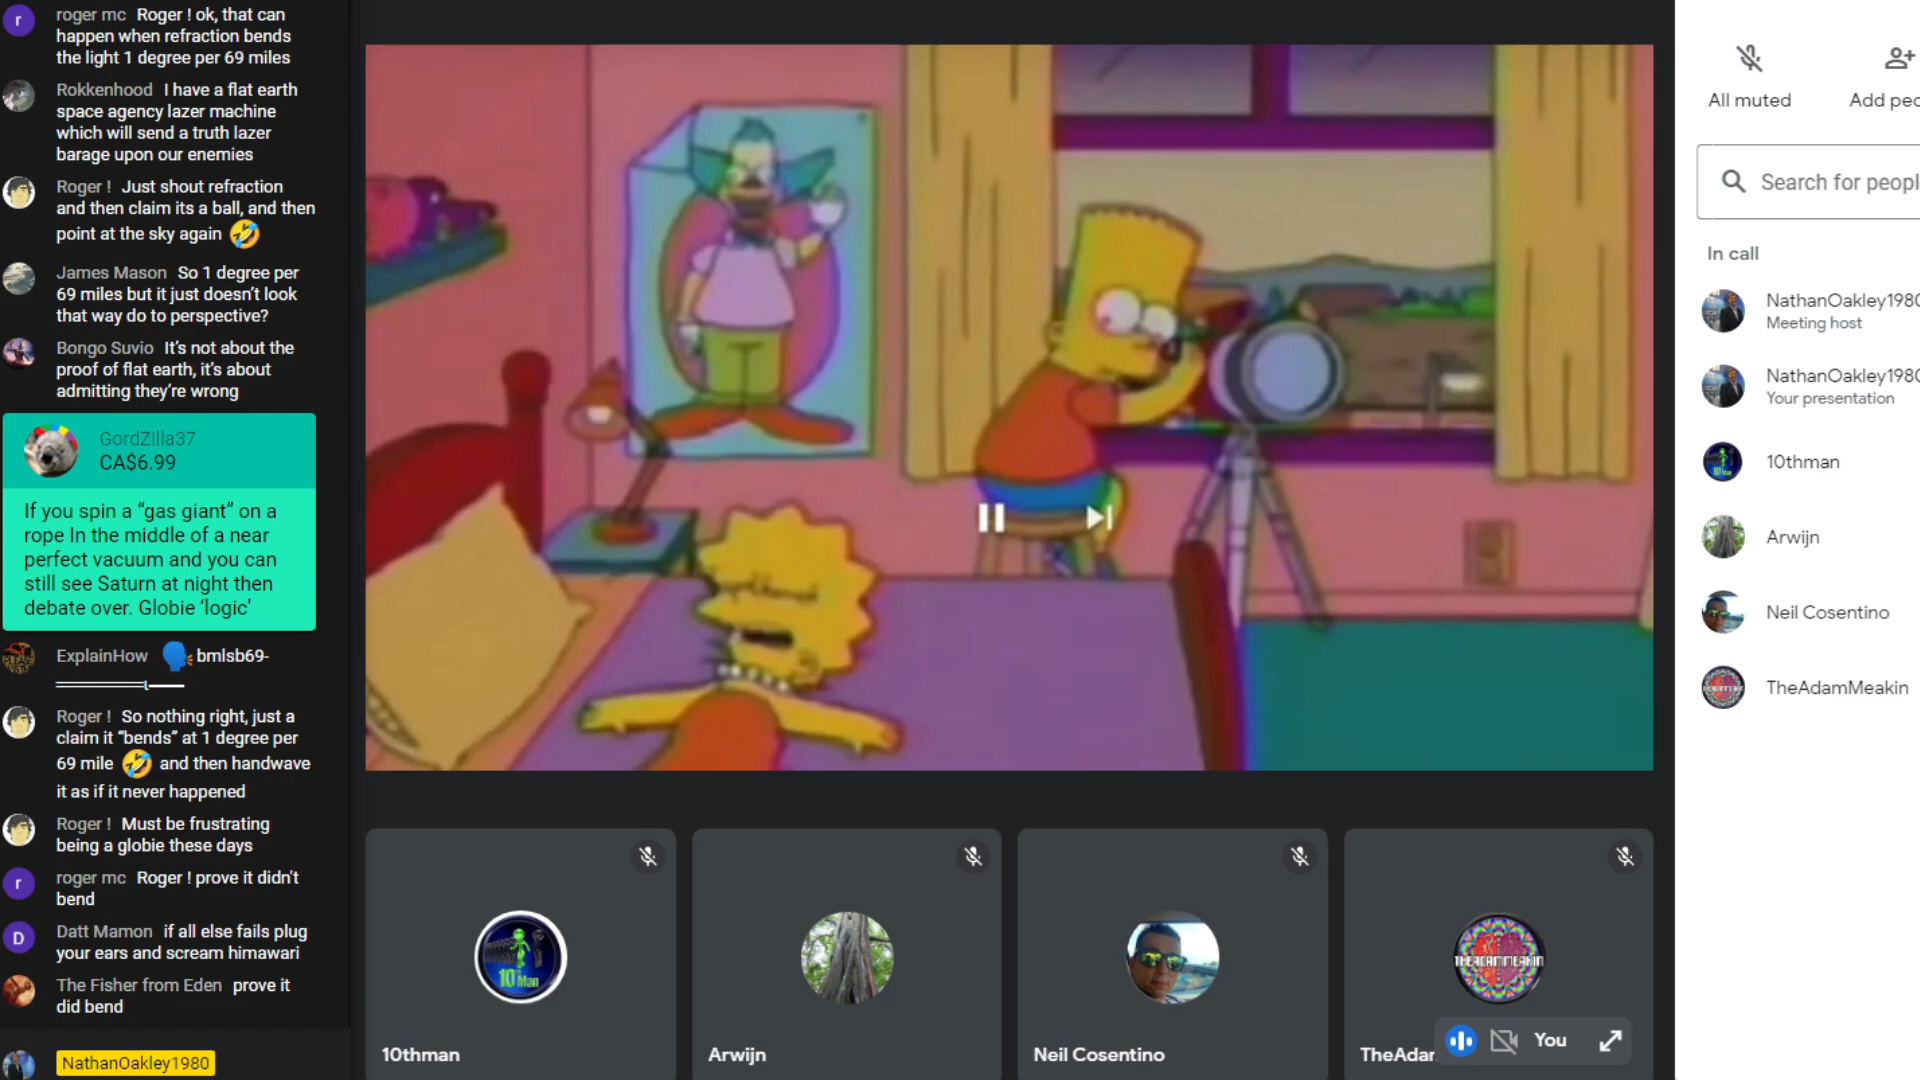 roger mc Roger ! ok, that can
happen when refraction bends
the light 1 degree per 69 miles
Rokkenhood I have a flat earth
space agency lazer machine
which will send a truth lazer
barage upon our enemies
Roger ! Just shout refraction
and then claim its a ball, and then
point at the sky again 🤣
James Mason So 1 degree per
69 miles but it just doesn't look
that way do to perspective?
Bongo Suvio It's not about the
proof of flat earth, it's about
admitting they're wrong
GordZilla37
CA$6.99
If you spin a “gas giant” on a
rope In the middle of a near
perfect vacuum and you can
still see Saturn at night then
debate over. Globie ‘logic’
ExplainHow 🗣 bmlsb69-
Roger ! So nothing right, just a
claim it “bends” at 1 degree per
69 mile 🤣 and then handwave
it as if it never happened
Roger ! Must be frustrating
being a globie these days
roger mc Roger ! prove it didn't
bend
Datt Mamon if all else fails plug
your ears and scream himawari
The Fisher from Eden prove it
did bend
NathanOakley1980
r
r
D
10 Man
10thman
Arwijn
Neil Cosentino
THEADAMMEAKIN
TheAdar
You
All muted
Add peo
Search for peopl
In call
NathanOakley1980
Meeting host
NathanOakley1980
Your presentation
10thman
Arwijn
Neil Cosentino
TheAdamMeakin